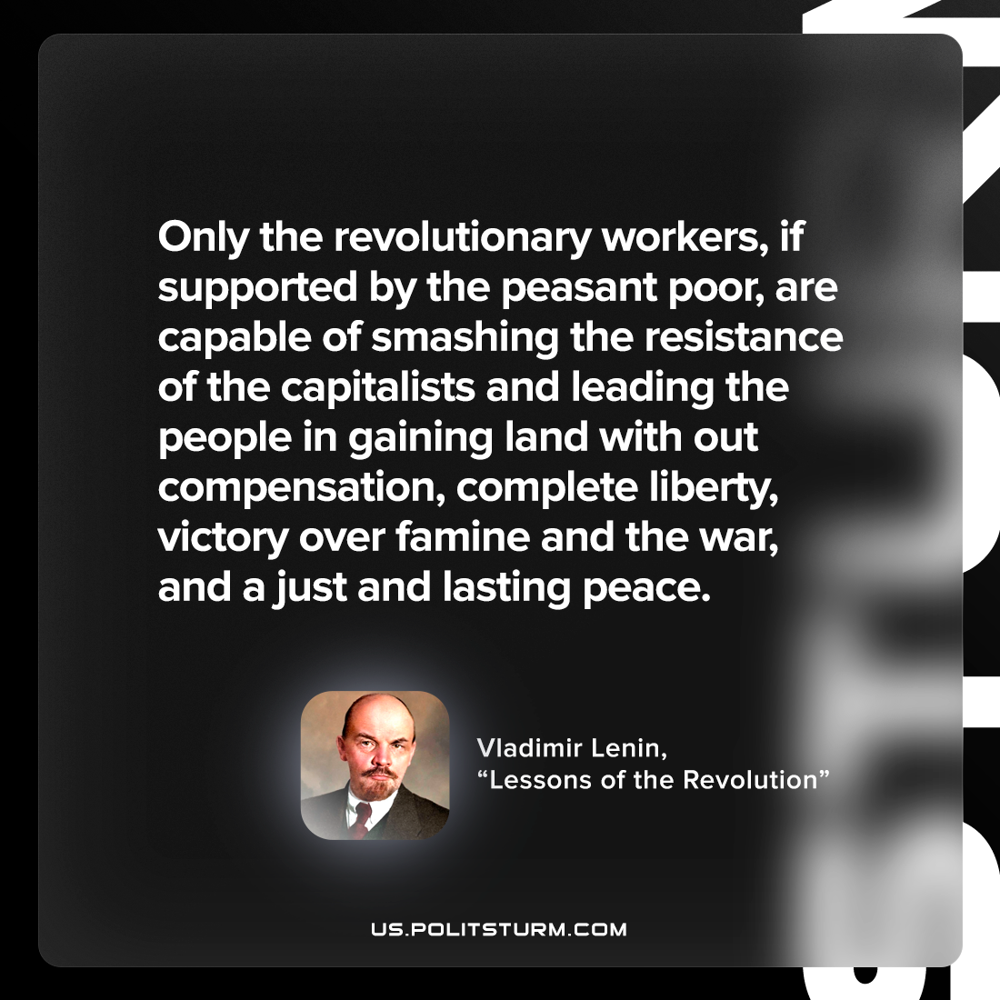 Only the revolutionary workers, if
supported by the peasant poor, are
capable of smashing the resistance
of the capitalists and leading the
people in gaining land with out
compensation, complete liberty,
victory over famine and the war,
and a just and lasting peace.
Vladimir Lenin,
“Lessons of the Revolution”
US.POLITSTURM.COM